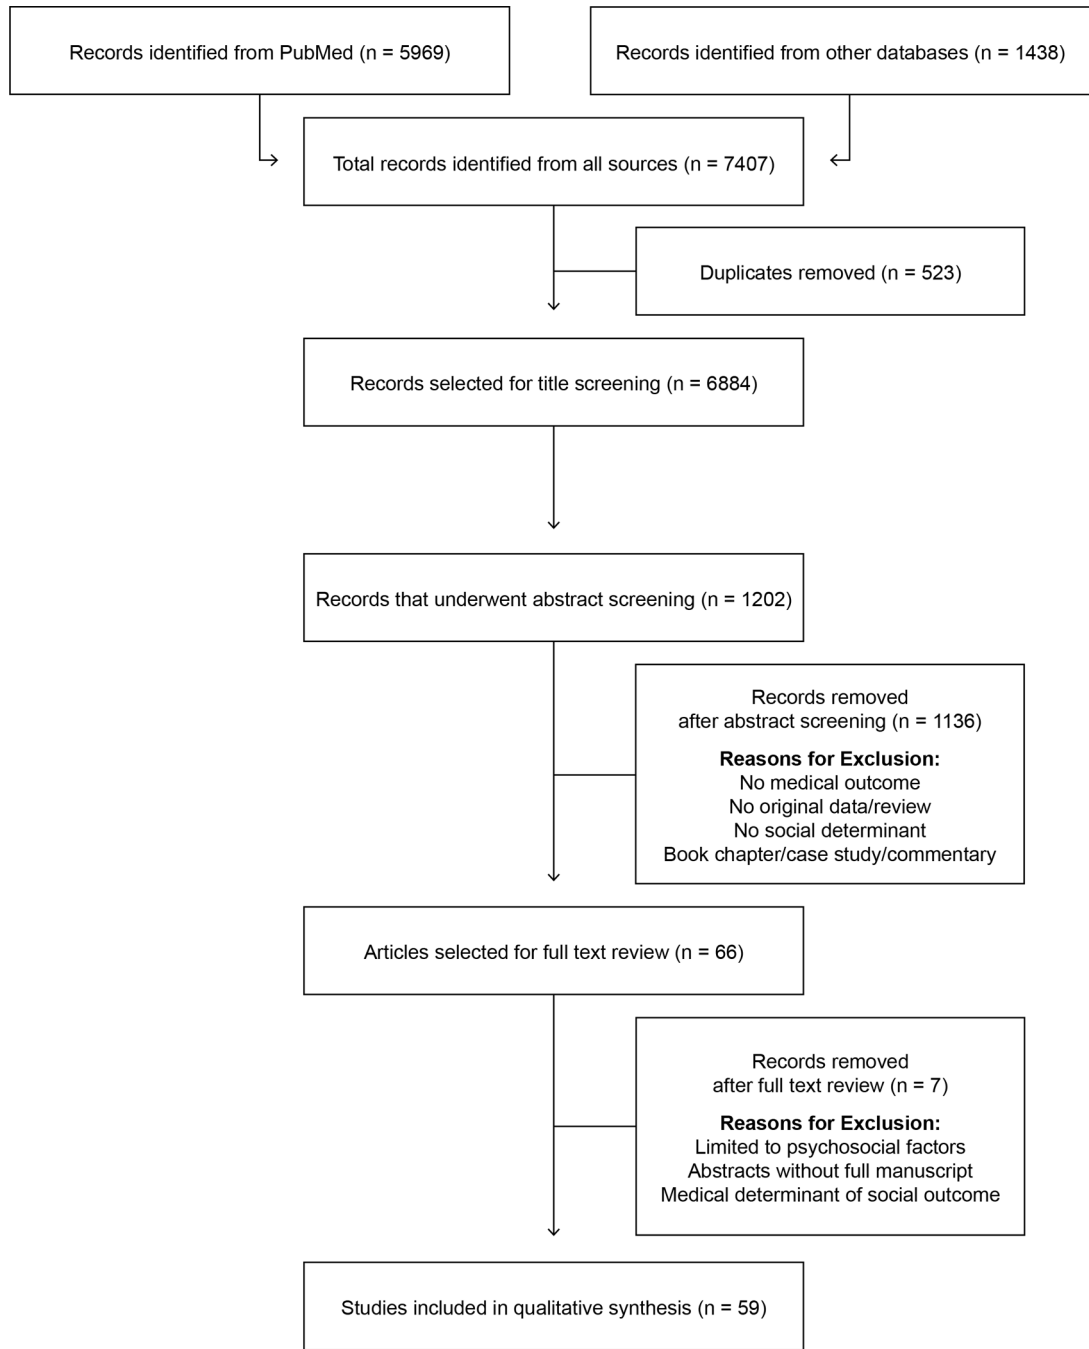 Records identified from PubMed (n = 5969)
Records identified from other databases (n = 1438)
Total records identified from all sources (n = 7407)
Duplicates removed (n = 523)
Records selected for title screening (n = 6884)
Records that underwent abstract screening (n = 1202)
Records removed
after abstract screening (n = 1136)
Reasons for Exclusion:
No medical outcome
No original data/review
No social determinant
Book chapter/case study/commentary
Articles selected for full text review (n = 66)
Records removed
after full text review (n = 7)
Reasons for Exclusion:
Limited to psychosocial factors
Abstracts without full manuscript
Medical determinant of social outcome
Studies included in qualitative synthesis (n = 59)